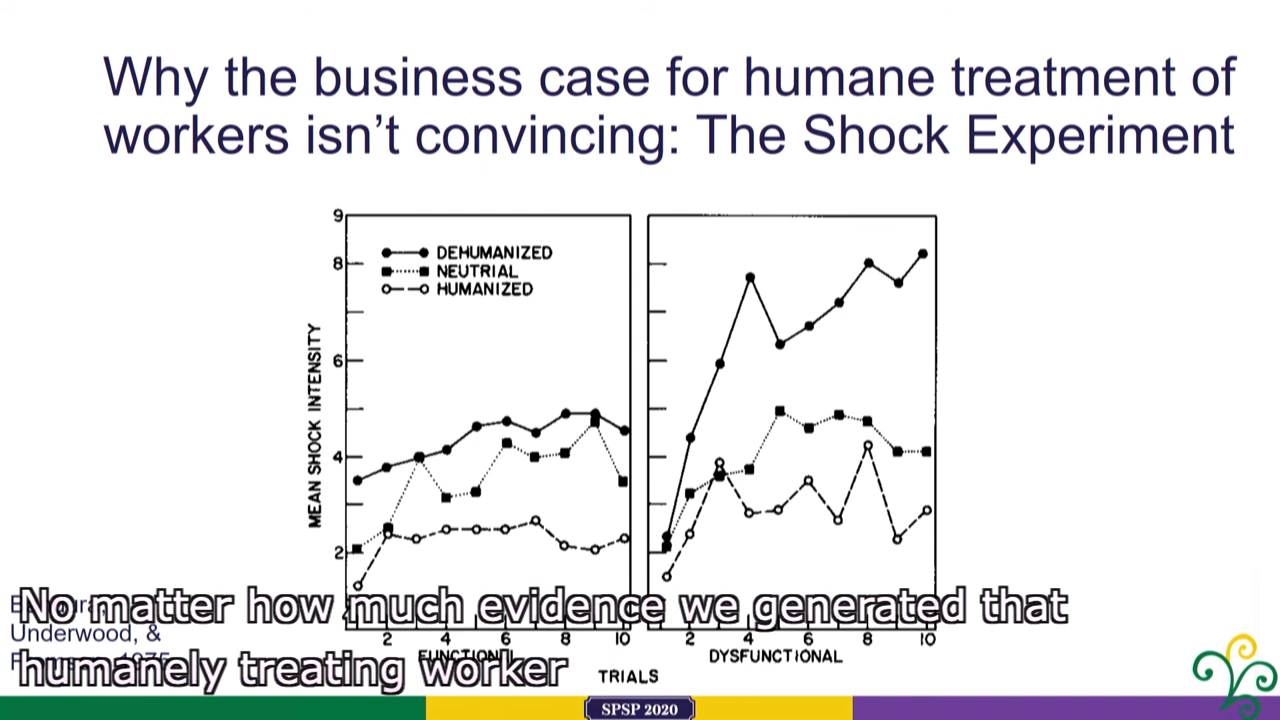 Why the business case for humane treatment of
workers isn't convincing: The Shock Experiment
9
8
6
4
2
DEHUMANIZED
NEUTRIAL
HUMANIZED
MEAN SHOCK INTENSITY
2 4 6 8 10
2 4 6 8 10
FUNCTIONAL
DYSFUNCTIONAL
TRIALS
Underwood, &
No matter how much evidence we generated that
humanely treating worker
SPSP 2020